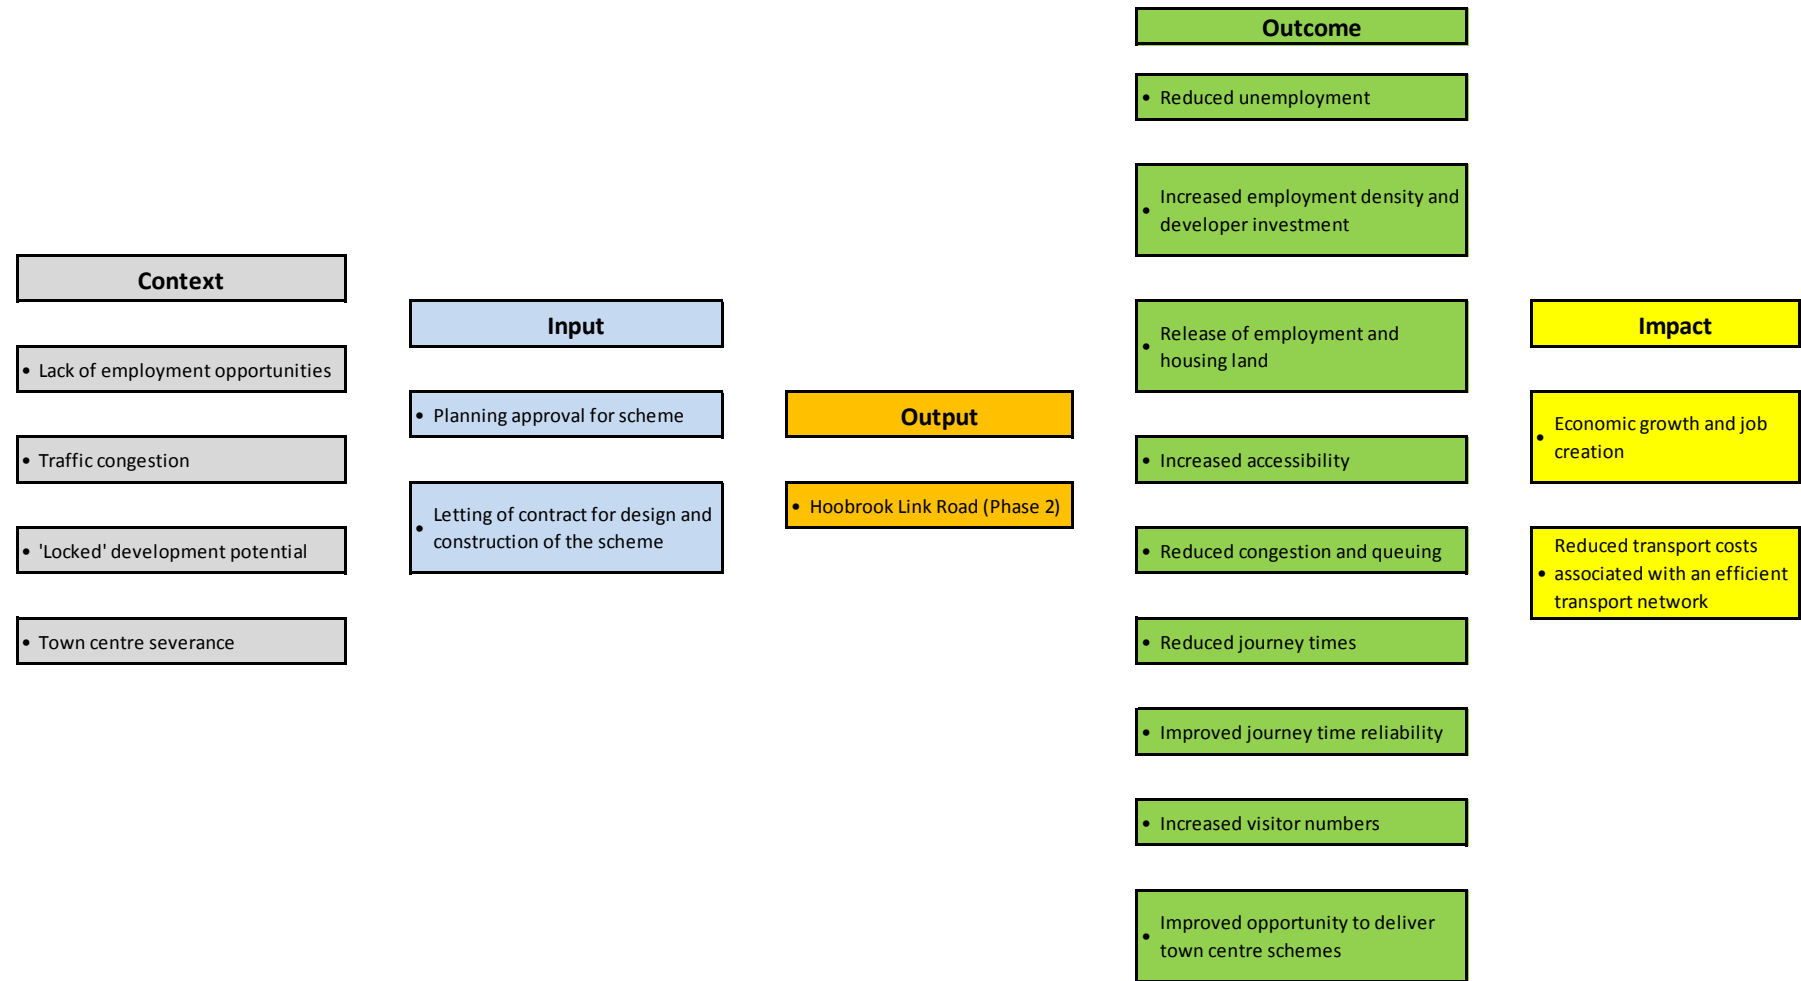 Context
• Lack of employment opportunities
• Traffic congestion
• 'Locked' development potential
• Town centre severance
Input
• Planning approval for scheme
• Letting of contract for design and
construction of the scheme
Output
• Hoobrook Link Road (Phase 2)
Outcome
• Reduced unemployment
• Increased employment density and
developer investment
• Release of employment and
housing land
• Increased accessibility
• Reduced congestion and queuing
• Reduced journey times
• Improved journey time reliability
• Increased visitor numbers
• Improved opportunity to deliver
town centre schemes
Impact
• Economic growth and job
creation
• Reduced transport costs
associated with an efficient
transport network